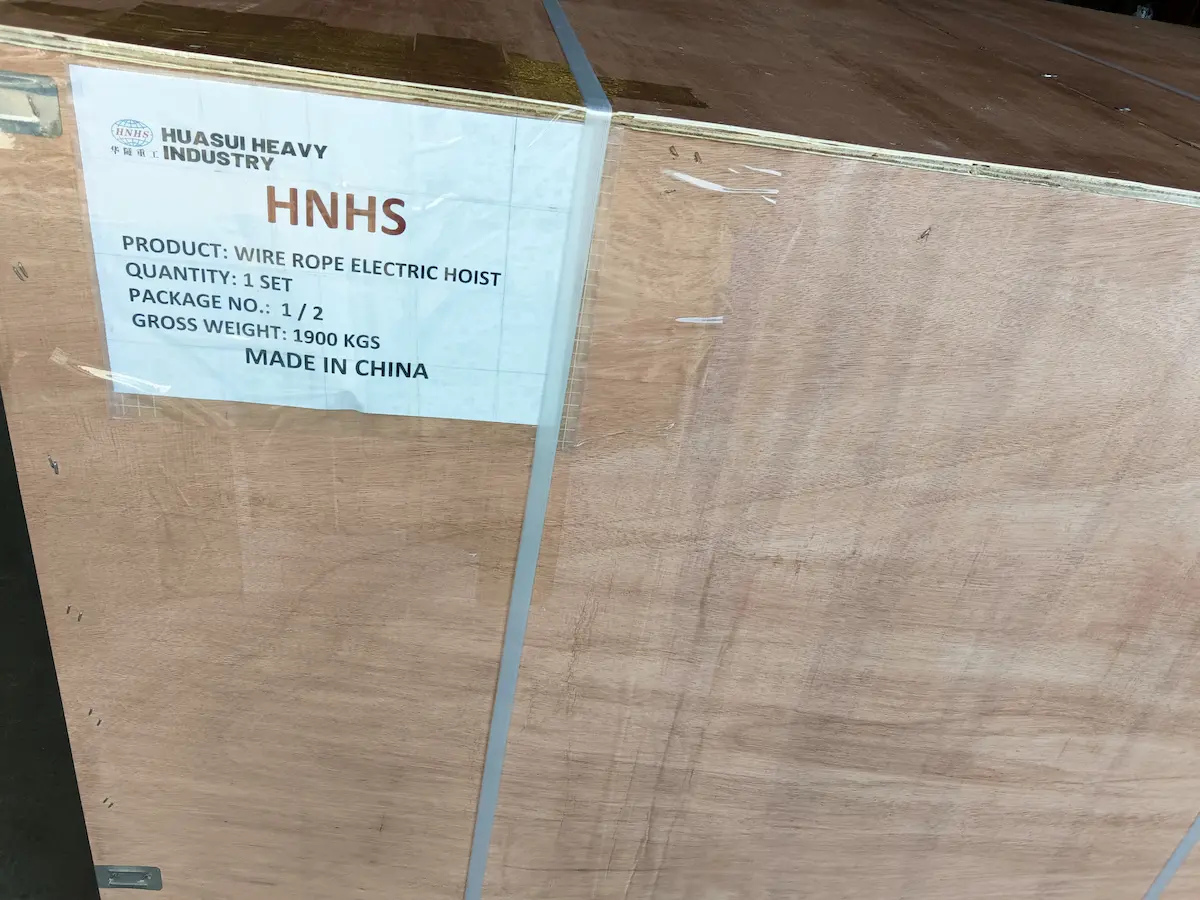 HNHS
华隧重工
HUASUI HEAVY
INDUSTRY
HNHS
PRODUCT: WIRE ROPE ELECTRIC HOIST
QUANTITY: 1 SET
PACKAGE NO.: 1 / 2
GROSS WEIGHT: 1900 KGS
MADE IN CHINA